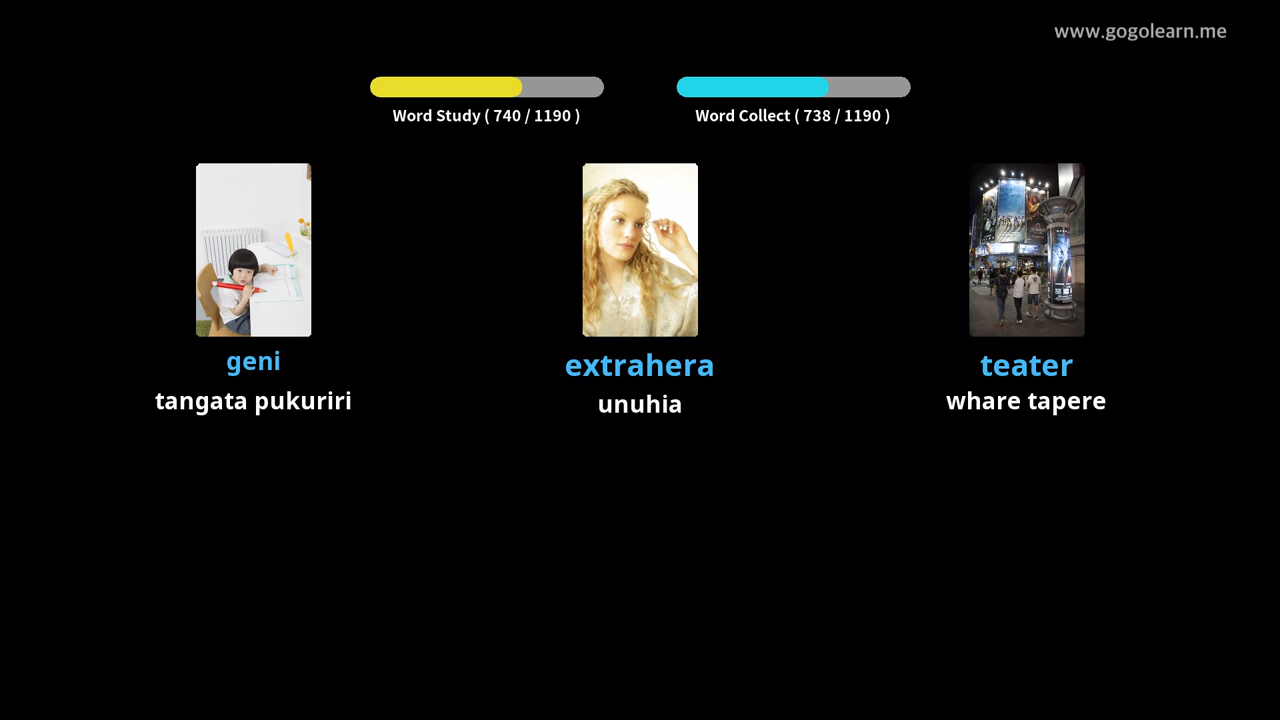 www.gogolearn.me
Word Study ( 740 / 1190 )
Word Collect ( 738 / 1190 )
geni
tangata pukuriri
extrahera
unuhia
teater
whare tapere